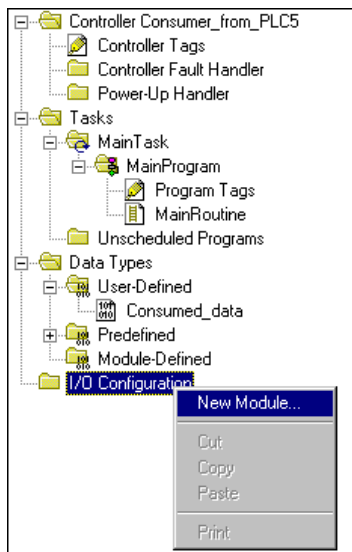 Controller Consumer_from_PLC5
Controller Tags
Controller Fault Handler
Power-Up Handler
Tasks
MainTask
MainProgram
Program Tags
MainRoutine
Unscheduled Programs
Data Types
User-Defined
Consumed_data
Predefined
Module-Defined
I/O Configuration
New Module...
Cut
Copy
Paste
Print